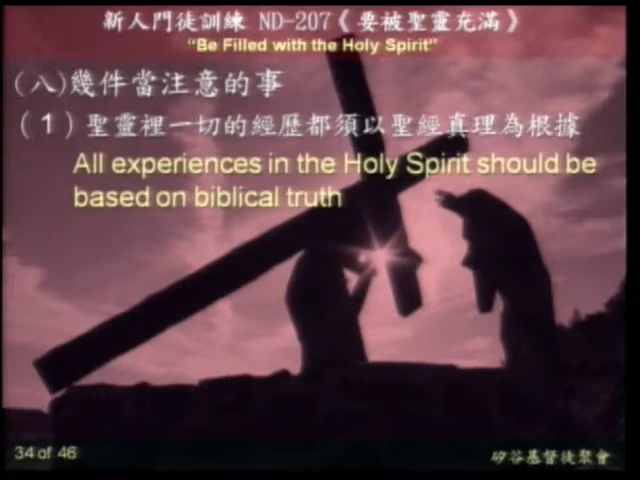 新人門徒訓練 ND-207《要被聖靈充滿》
“Be Filled with the Holy Spirit”
(八)幾件當注意的事
（1）聖靈裡一切的經歷都須以聖經真理為根據
All experiences in the Holy Spirit should be
based on biblical truth
34 of 46
矽谷基督徒聚會